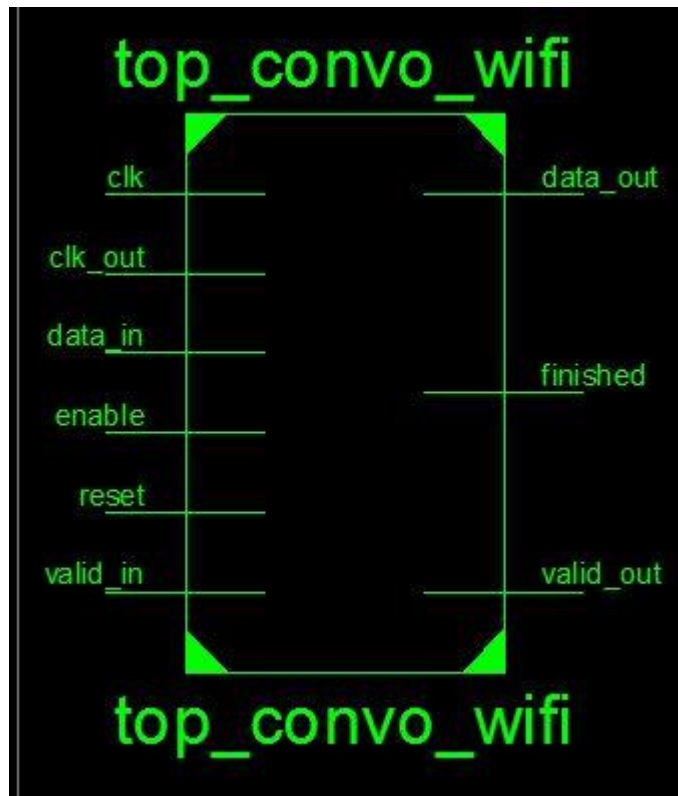 top_convo_wifi
clk
data_out
clk_out
data_in
finished
enable
reset
valid_in
valid_out
top_convo_wifi